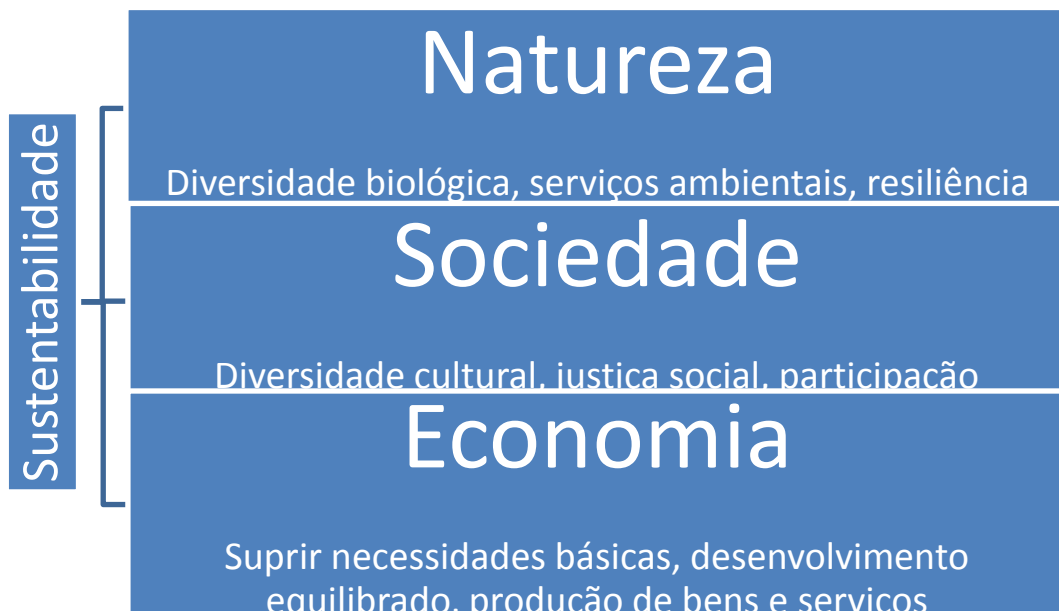 Sustentabilidade
Natureza
Diversidade biológica, serviços ambientais, resiliência
Sociedade
Diversidade cultural, justiça social, participação
Economia
Suprir necessidades básicas, desenvolvimento
equilibrado, produção de bens e serviços